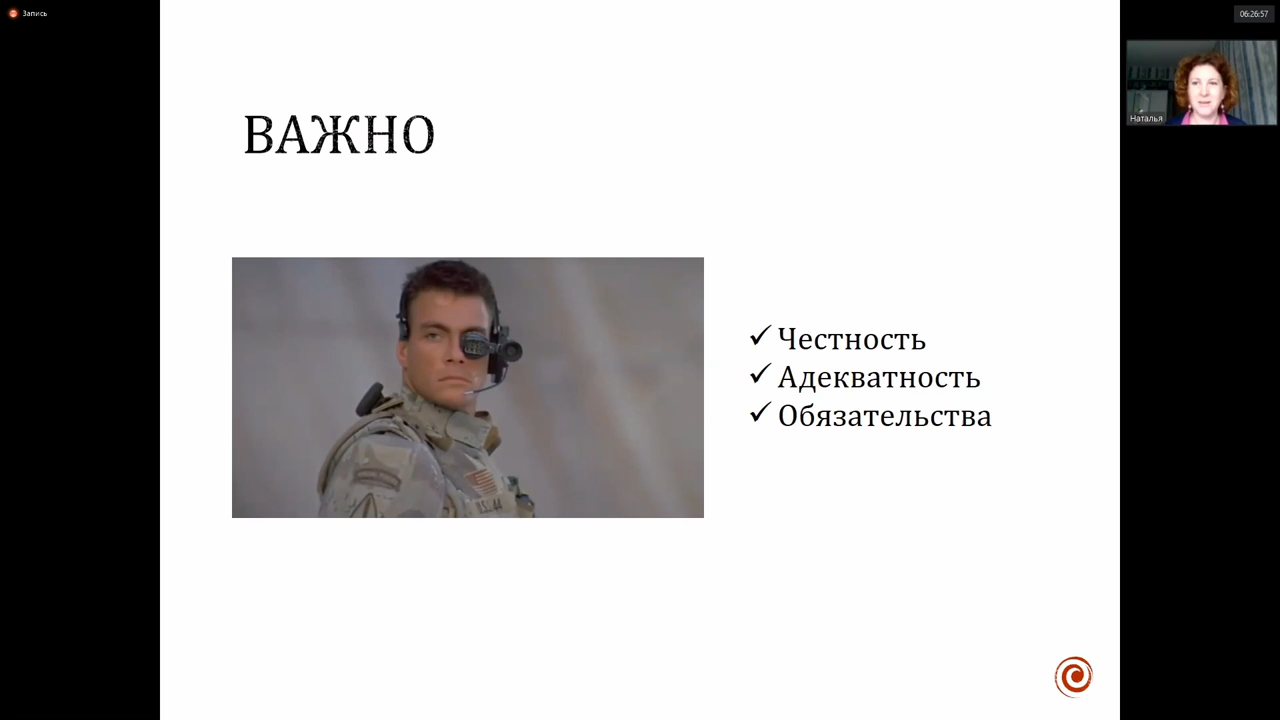 Запись
06:26:57
Наталья
ВАЖНО
✓ Честность
✓ Адекватность
✓ Обязательства